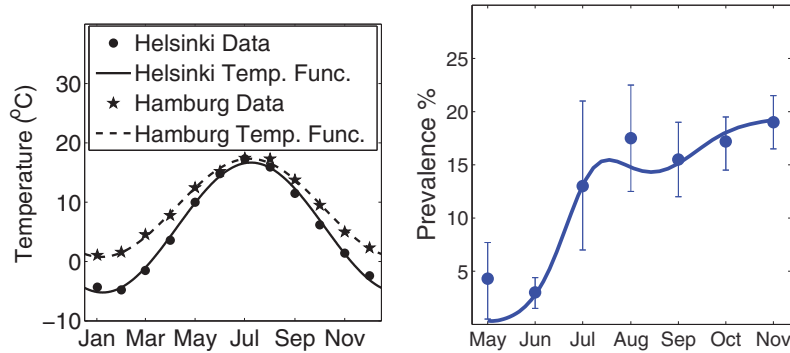 Helsinki Data
Helsinki Temp. Func.
Hamburg Data
Hamburg Temp. Func.
Temperature (⁰C)
30
20
10
0
−10
Jan Mar May Jul Sep Nov
Prevalence %
25
20
15
10
5
May Jun Jul Aug Sep Oct Nov